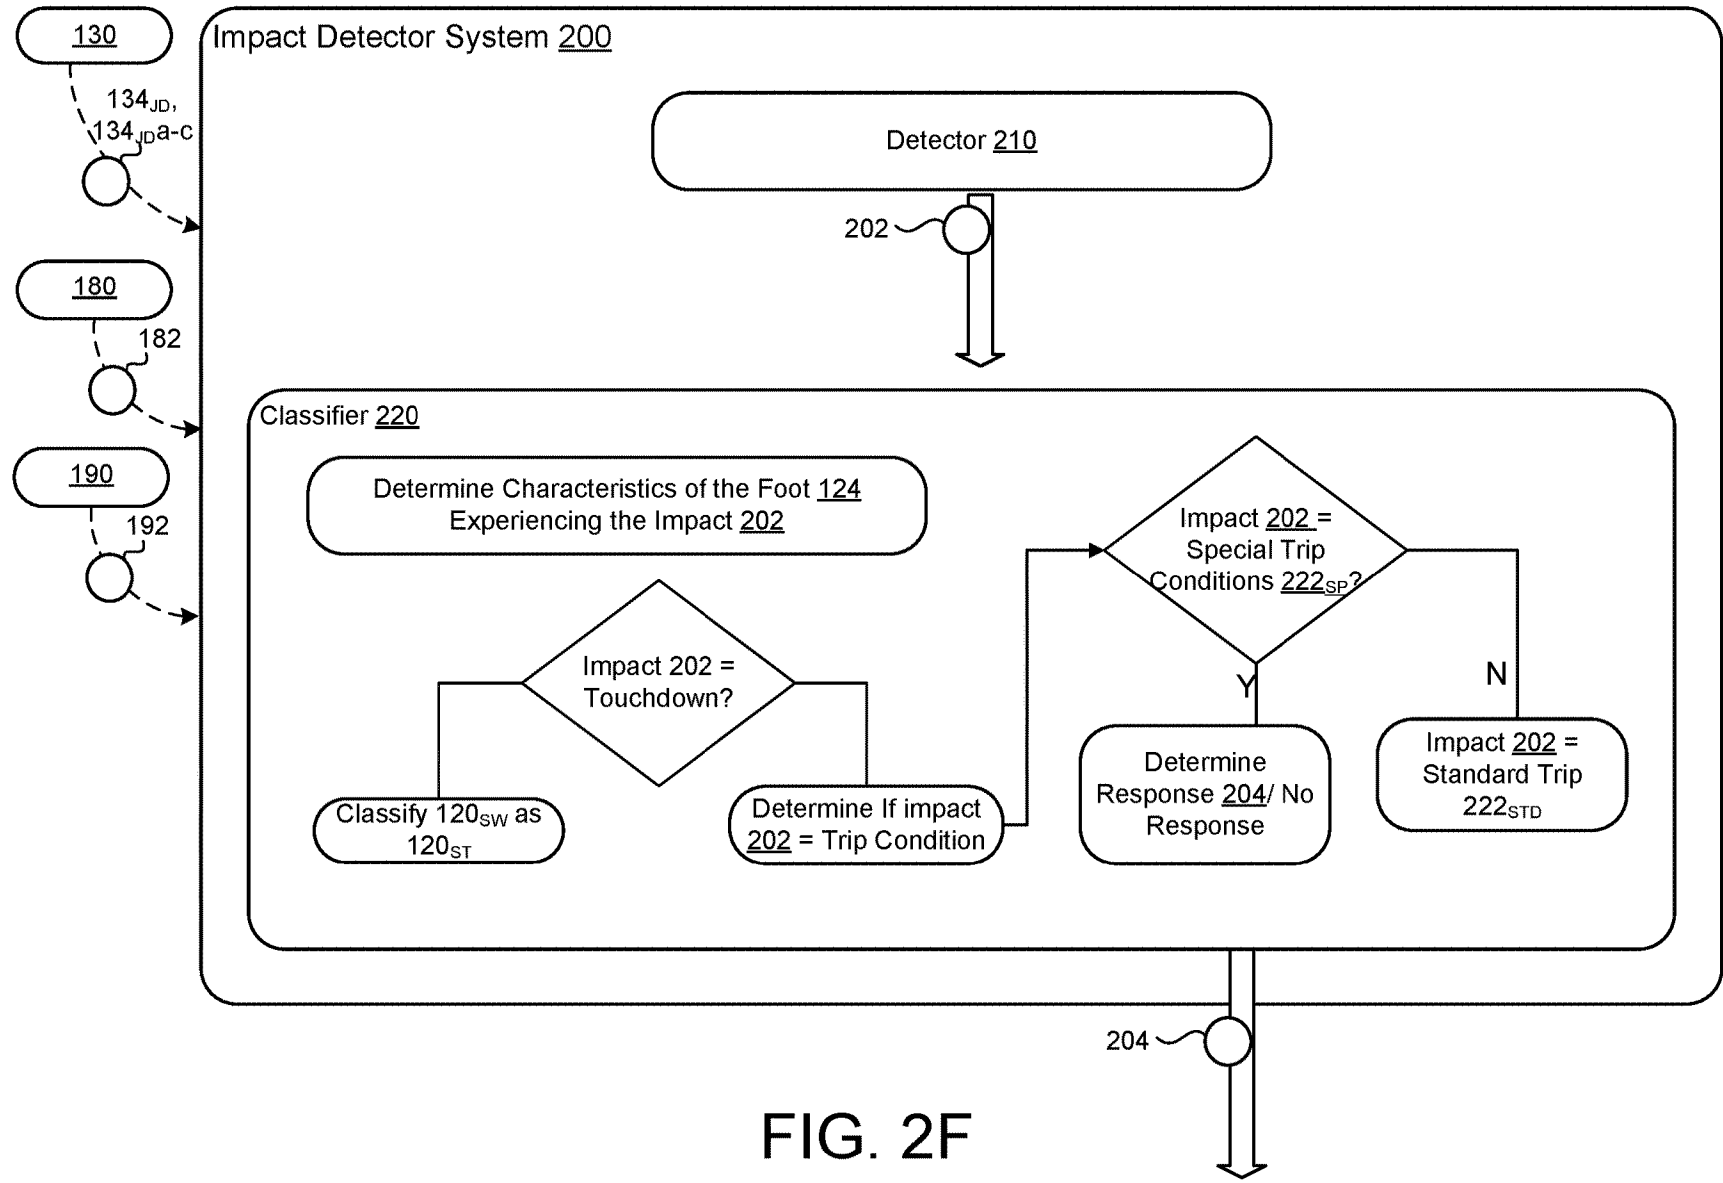 130
Impact Detector System 200
134JD,
134JDa-c
Detector 210
202
180
182
Classifier 220
190
192
Determine Characteristics of the Foot 124
Experiencing the Impact 202
Impact 202 =
Special Trip
Conditions 222SP?
Impact 202 =
Touchdown?
Y
N
Classify 120SW as
120ST
Determine If impact
202 = Trip Condition
Determine
Response 204/ No
Response
Impact 202 =
Standard Trip
222STD
204
FIG. 2F